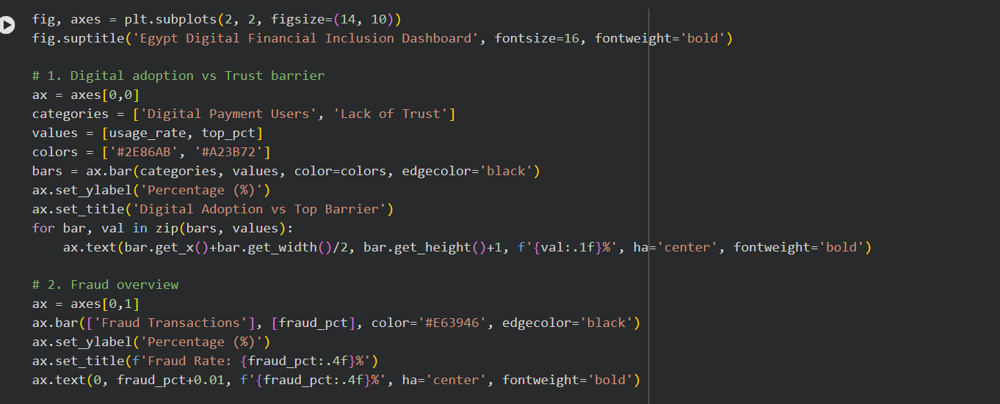 fig, axes = plt.subplots(2, 2, figsize=(14, 10))
fig.suptitle('Egypt Digital Financial Inclusion Dashboard', fontsize=16, fontweight='bold')

# 1. Digital adoption vs Trust barrier
ax = axes[0,0]
categories = ['Digital Payment Users', 'Lack of Trust']
values = [usage_rate, top_pct]
colors = ['#2E86AB', '#A23B72']
bars = ax.bar(categories, values, color=colors, edgecolor='black')
ax.set_ylabel('Percentage (%)')
ax.set_title('Digital Adoption vs Top Barrier')
for bar, val in zip(bars, values):
    ax.text(bar.get_x()+bar.get_width()/2, bar.get_height()+1, f'{val:.1f}%', ha='center', fontweight='bold')

# 2. Fraud overview
ax = axes[0,1]
ax.bar(['Fraud Transactions'], [fraud_pct], color='#E63946', edgecolor='black')
ax.set_ylabel('Percentage (%)')
ax.set_title(f'Fraud Rate: {fraud_pct:.4f}%')
ax.text(0, fraud_pct+0.01, f'{fraud_pct:.4f}%', ha='center', fontweight='bold')